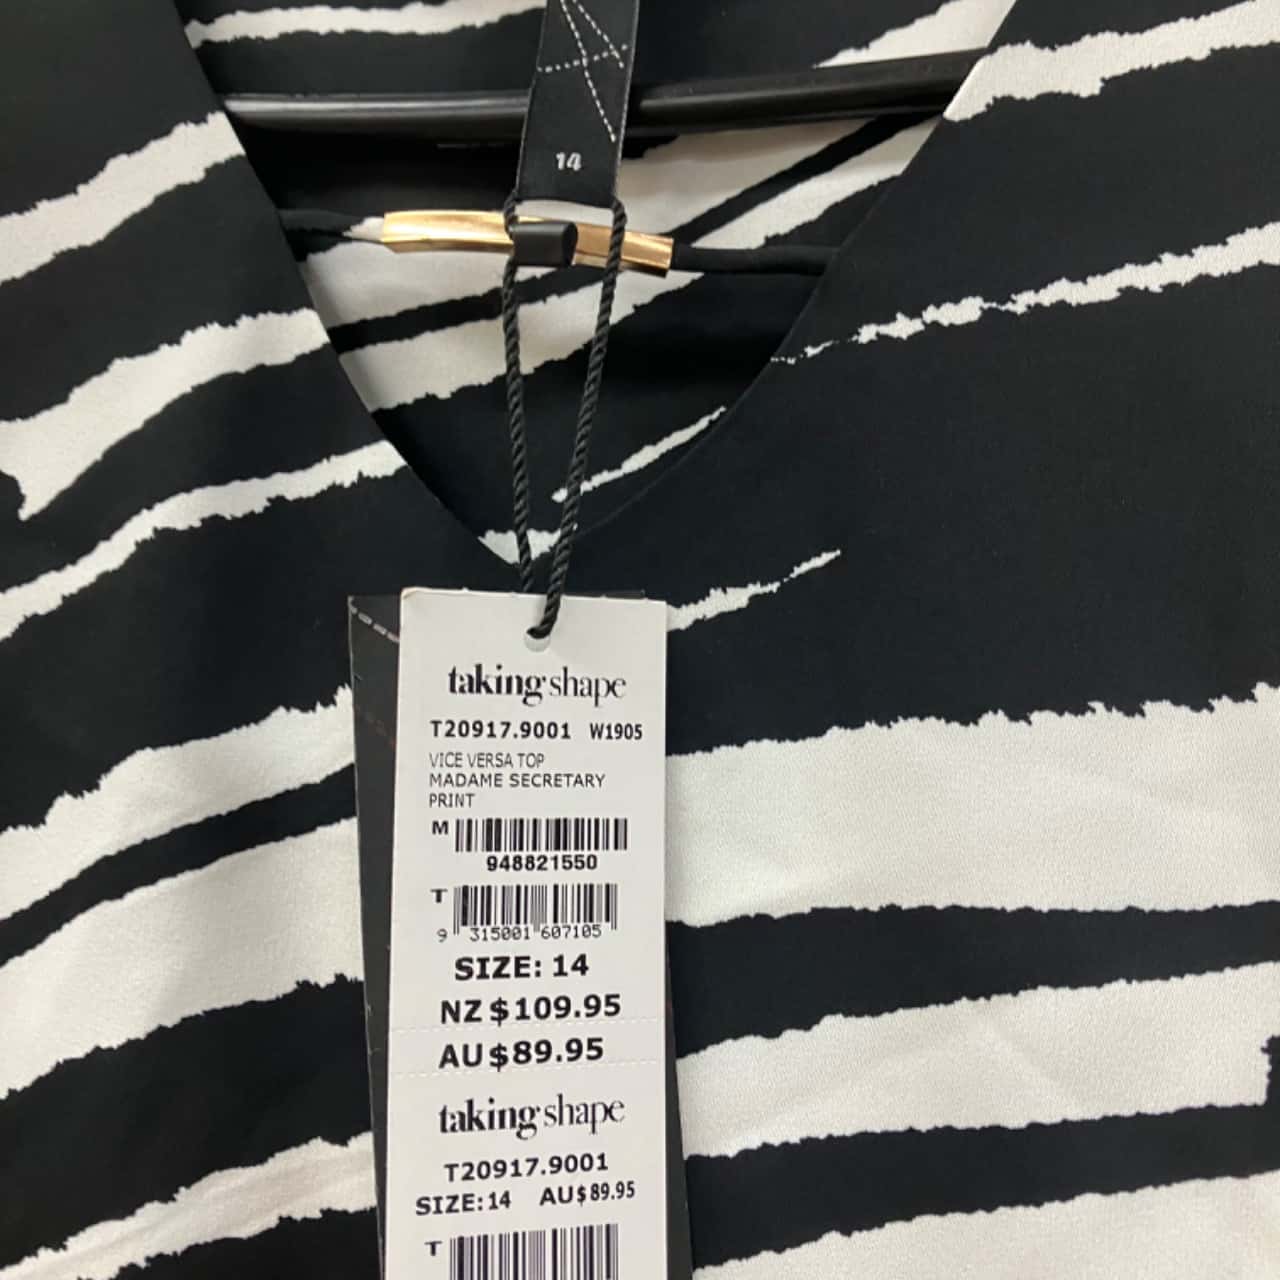 14
taking shape
T20917.9001 W1905
VICE VERSA TOP
MADAME SECRETARY
PRINT
M
948821550
T
9 315001 607105
SIZE: 14
NZ $109.95
AU $89.95
taking shape
T20917.9001
SIZE: 14 AU$89.95
T